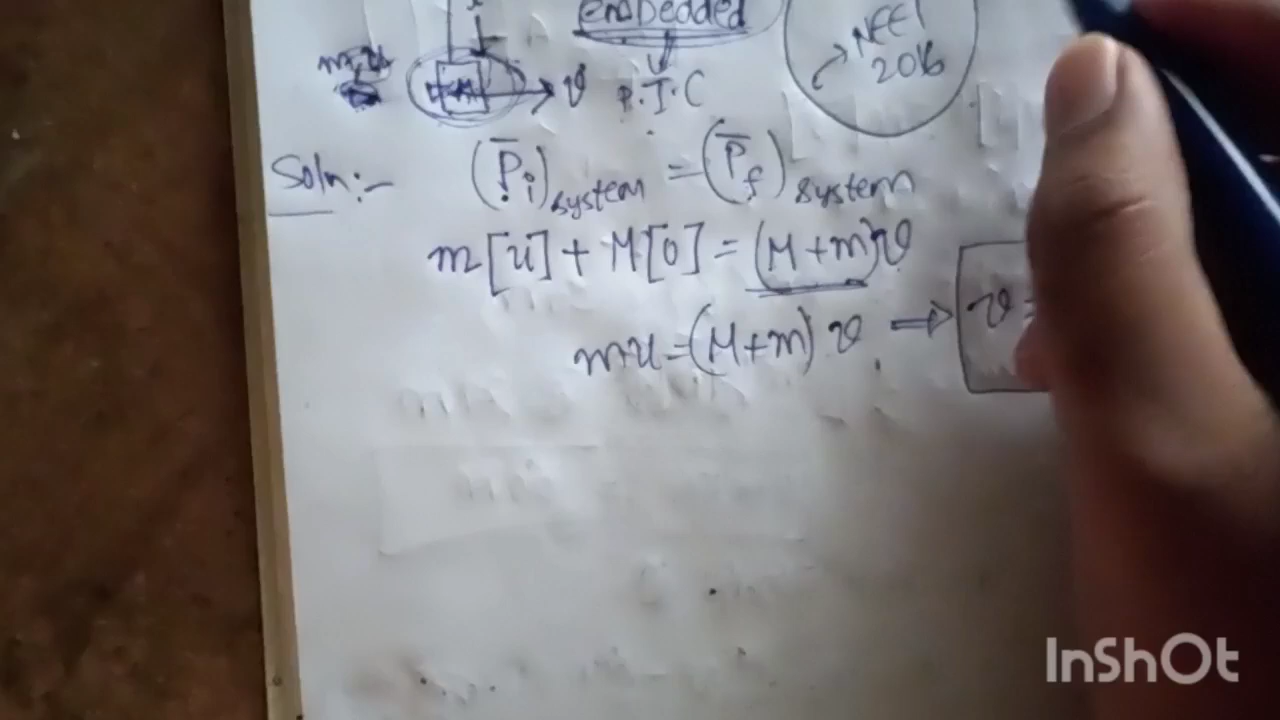 embedded
m, u
M
v
P.I.C
NEET
2016
Soln:-
(P̄i)system = (P̄f)system
m[u] + M[0] = (M+m)v
mu = (M+m) v ⇒ v =
InShOt